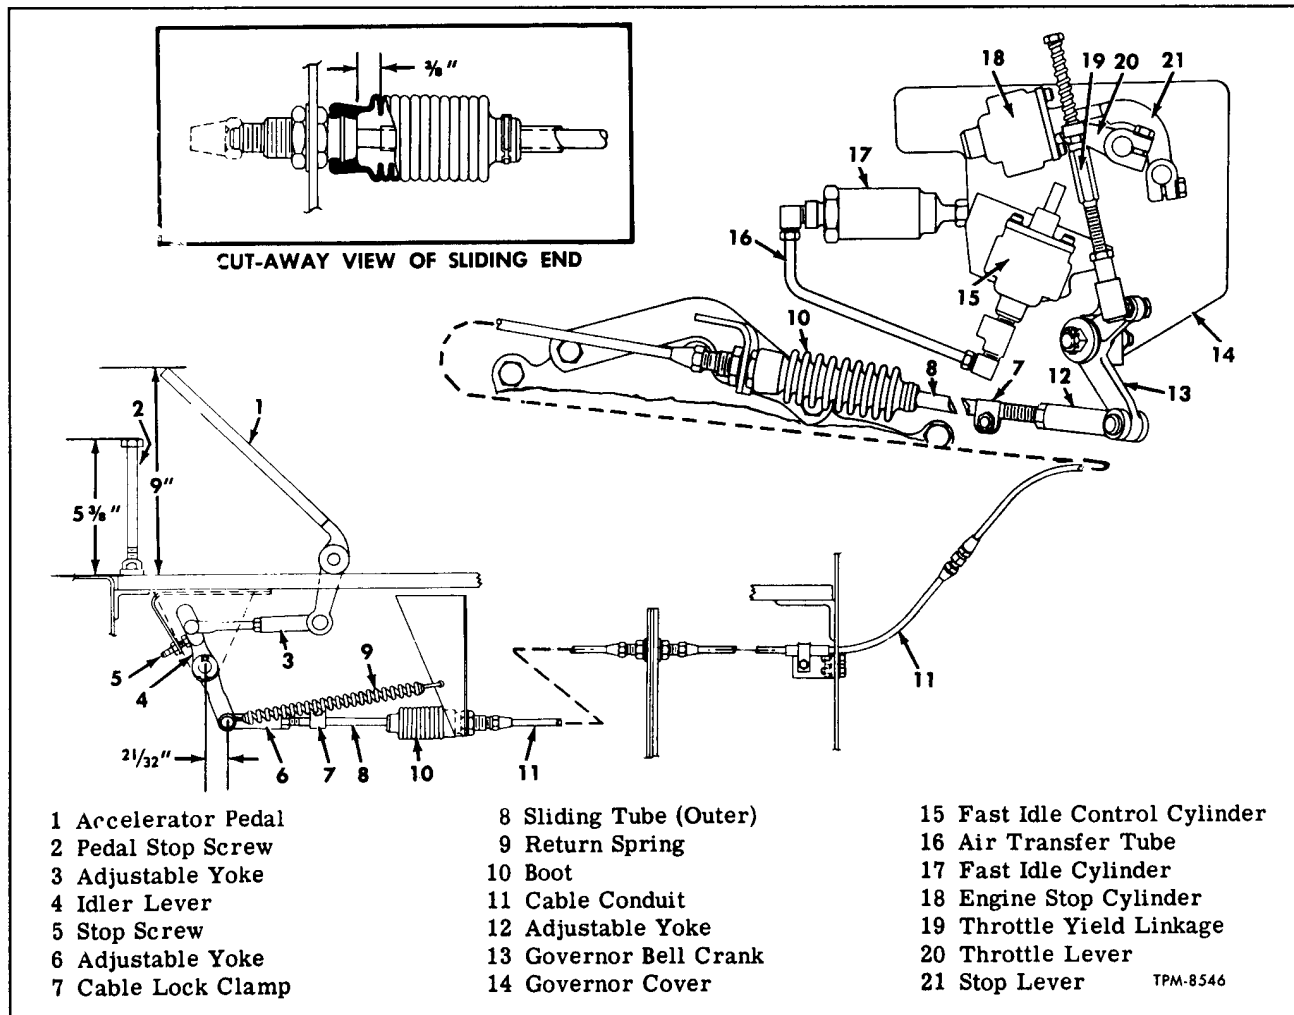 3/8"
CUT-AWAY VIEW OF SLIDING END
18
19
20
21
17
16
15
10
8
7
12
13
14
1
2
9"
5 3/8"
3
5
4
9
21/32"
6
7
8
10
11
11
1 Accelerator Pedal
2 Pedal Stop Screw
3 Adjustable Yoke
4 Idler Lever
5 Stop Screw
6 Adjustable Yoke
7 Cable Lock Clamp
8 Sliding Tube (Outer)
9 Return Spring
10 Boot
11 Cable Conduit
12 Adjustable Yoke
13 Governor Bell Crank
14 Governor Cover
15 Fast Idle Control Cylinder
16 Air Transfer Tube
17 Fast Idle Cylinder
18 Engine Stop Cylinder
19 Throttle Yield Linkage
20 Throttle Lever
21 Stop Lever
TPM-8546